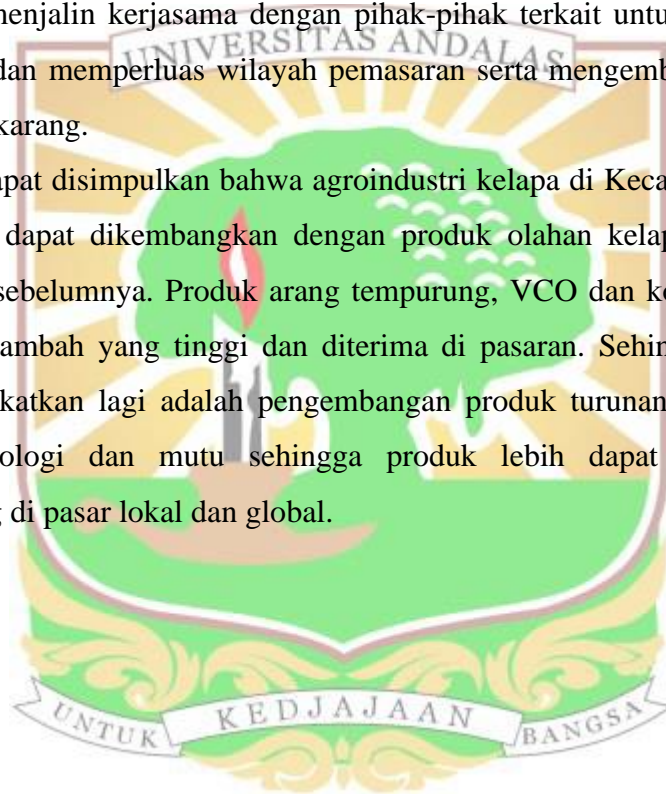 menjalin kerjasama dengan pihak-pihak terkait untu
UNIVERSITAS ANDALAS
dan memperluas wilayah pemasaran serta mengemb
karang.
apat disimpulkan bahwa agroindustri kelapa di Keca
dapat dikembangkan dengan produk olahan kelap
sebelumnya. Produk arang tempurung, VCO dan ko
ambah yang tinggi dan diterima di pasaran. Sehin
katkan lagi adalah pengembangan produk turunan
ologi dan mutu sehingga produk lebih dapat
di pasar lokal dan global.
UNTUK KEDJAJAAN BANGSA